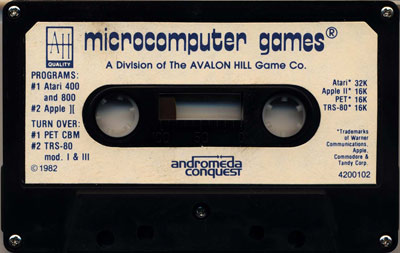 AH
QUALITY
microcomputer games®
A Division of The AVALON HILL Game Co.
PROGRAMS:
#1 Atari 400
and 800
#2 Apple ][
TURN OVER:
#1 PET CBM
#2 TRS-80
mod. I & III
©1982
Atari* 32K
Apple II* 16K
PET* 16K
TRS-80* 16K
*Trademarks
of Warner
Communications,
Apple,
Commodore &
Tandy Corp.
andromeda
conquest
4200102